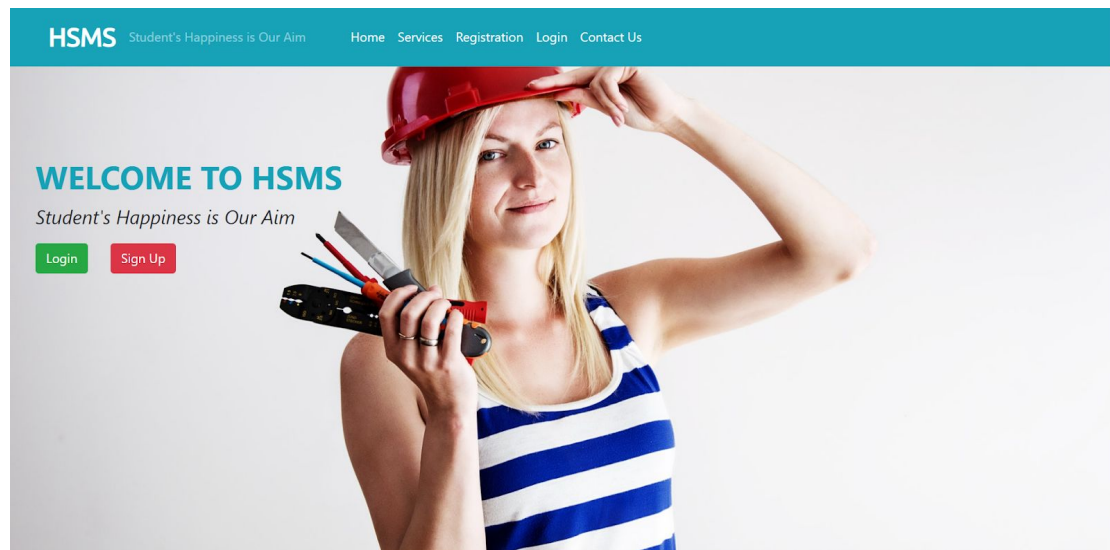 HSMS Student's Happiness is Our Aim Home Services Registration Login Contact Us
WELCOME TO HSMS
Student's Happiness is Our Aim
Login Sign Up